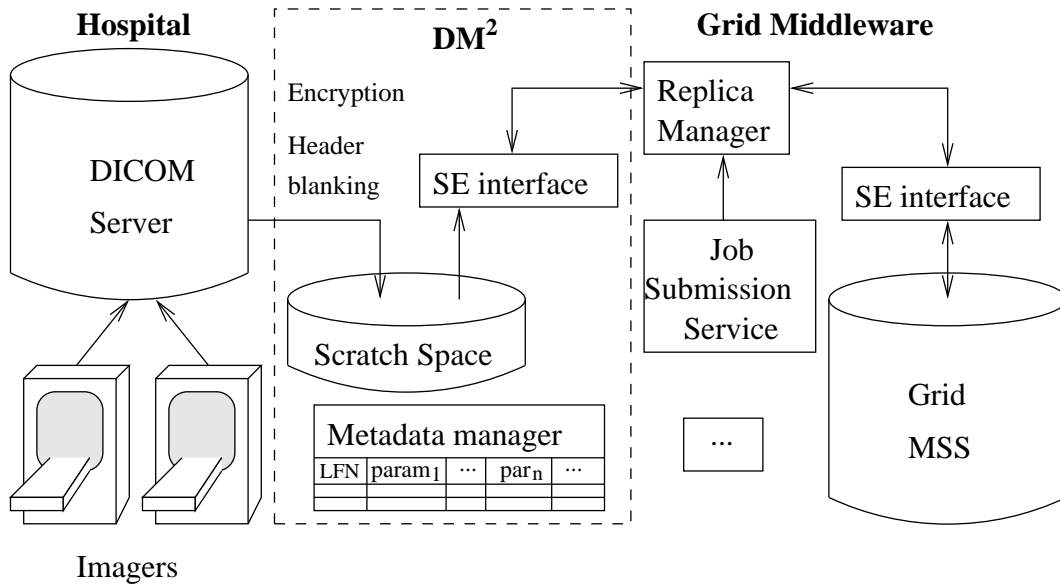 Hospital
DM²
Grid Middleware
DICOM
Server
Imagers
Encryption
Header
blanking
SE interface
Scratch Space
Metadata manager
LFN param₁ ... parₙ ...
Replica
Manager
Job
Submission
Service
...
SE interface
Grid
MSS